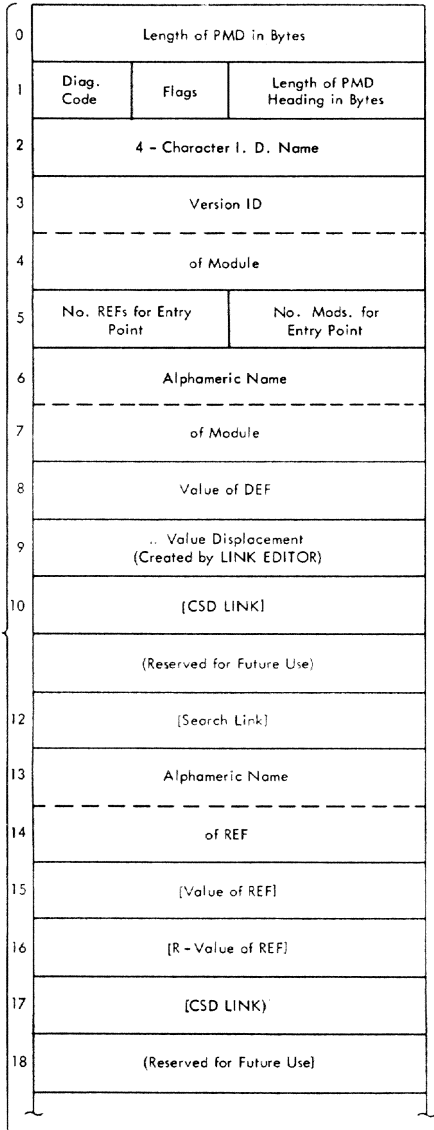 0
Length of PMD in Bytes
1
Diag.
Code
Flags
Length of PMD
Heading in Bytes
2
4 - Character I. D. Name
3
Version ID
4
of Module
5
No. REFs for Entry
Point
No. Mods. for
Entry Point
6
Alphameric Name
7
of Module
8
Value of DEF
9
.. Value Displacement
(Created by LINK EDITOR)
10
[CSD LINK]
(Reserved for Future Use)
12
[Search Link]
13
Alphameric Name
14
of REF
15
[Value of REF]
16
[R - Value of REF]
17
[CSD LINK)
18
(Reserved for Future Use)